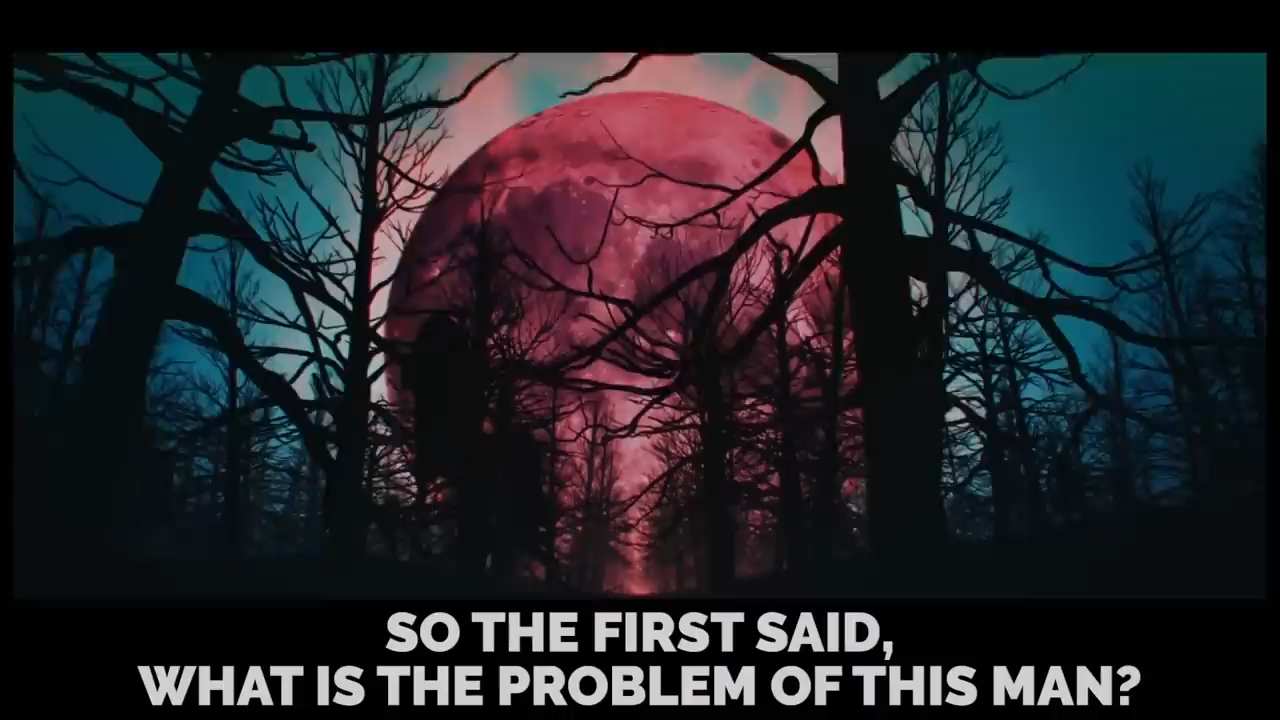 SO THE FIRST SAID,
WHAT IS THE PROBLEM OF THIS MAN?